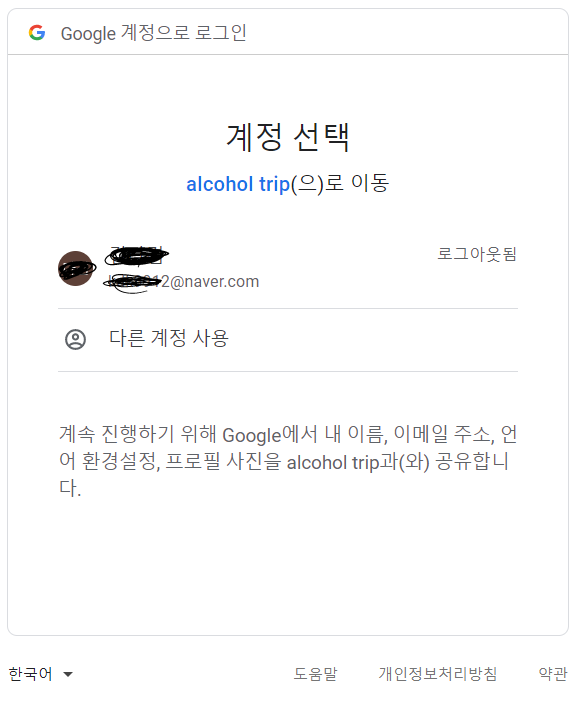 Google 계정으로 로그인
계정 선택
alcohol trip(으)로 이동
로그아웃됨
2@naver.com
다른 계정 사용
계속 진행하기 위해 Google에서 내 이름, 이메일 주소, 언
어 환경설정, 프로필 사진을 alcohol trip과(와) 공유합니
다.
한국어 도움말 개인정보처리방침 약관